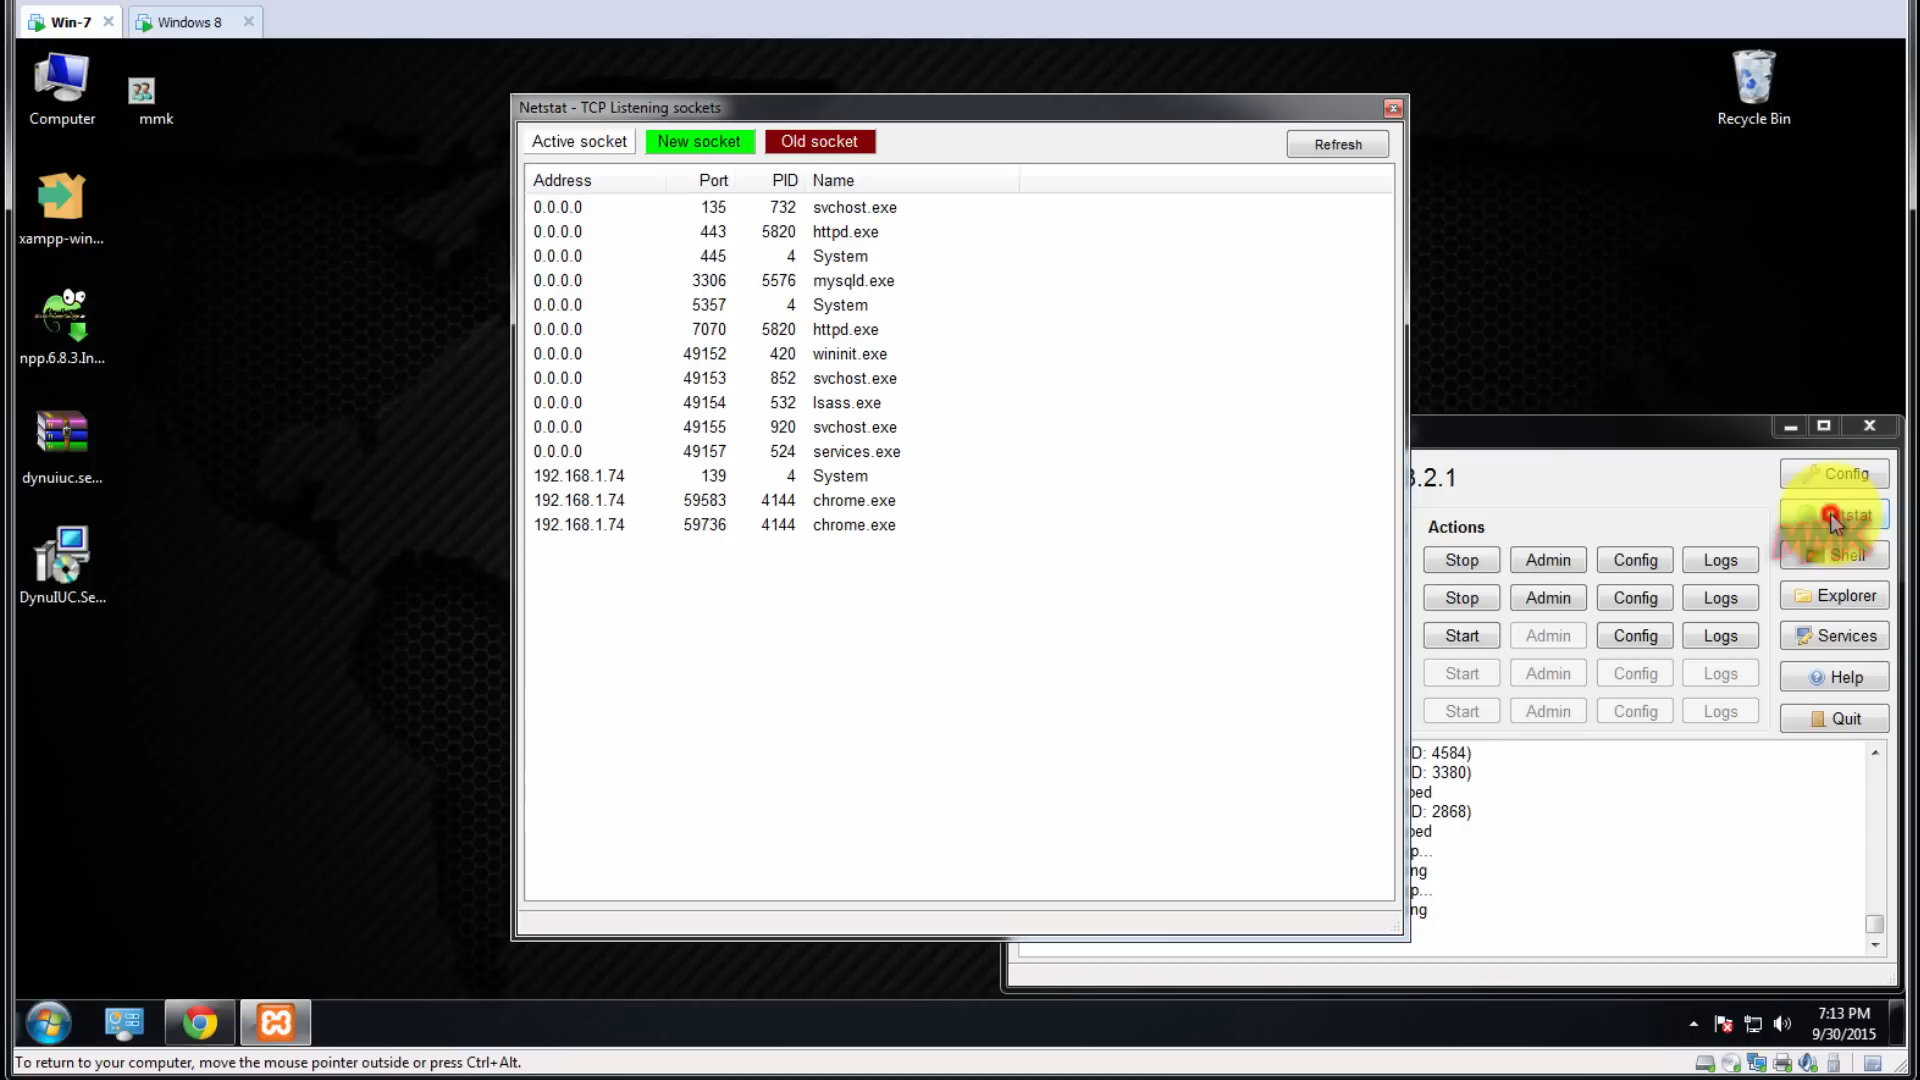 Win-7
Windows 8
Computer
mmk
Recycle Bin
xampp-win...
npp.6.8.3.In...
dynuiuc.se...
DynuIUC.Se...
Netstat - TCP Listening sockets
Active socket New socket Old socket Refresh
Address Port PID Name
0.0.0.0 135 732 svchost.exe
0.0.0.0 443 5820 httpd.exe
0.0.0.0 445 4 System
0.0.0.0 3306 5576 mysqld.exe
0.0.0.0 5357 4 System
0.0.0.0 7070 5820 httpd.exe
0.0.0.0 49152 420 wininit.exe
0.0.0.0 49153 852 svchost.exe
0.0.0.0 49154 532 lsass.exe
0.0.0.0 49155 920 svchost.exe
0.0.0.0 49157 524 services.exe
192.168.1.74 139 4 System
192.168.1.74 59583 4144 chrome.exe
192.168.1.74 59736 4144 chrome.exe
3.2.1
Config
Actions
MMK
Shell
Stop Admin Config Logs
Stop Admin Config Logs Explorer
Start Admin Config Logs Services
Start Admin Config Logs Help
Start Admin Config Logs Quit
D: 4584)
D: 3380)
ped
D: 2868)
ped
p...
ng
p...
ng
7:13 PM
9/30/2015
To return to your computer, move the mouse pointer outside or press Ctrl+Alt.